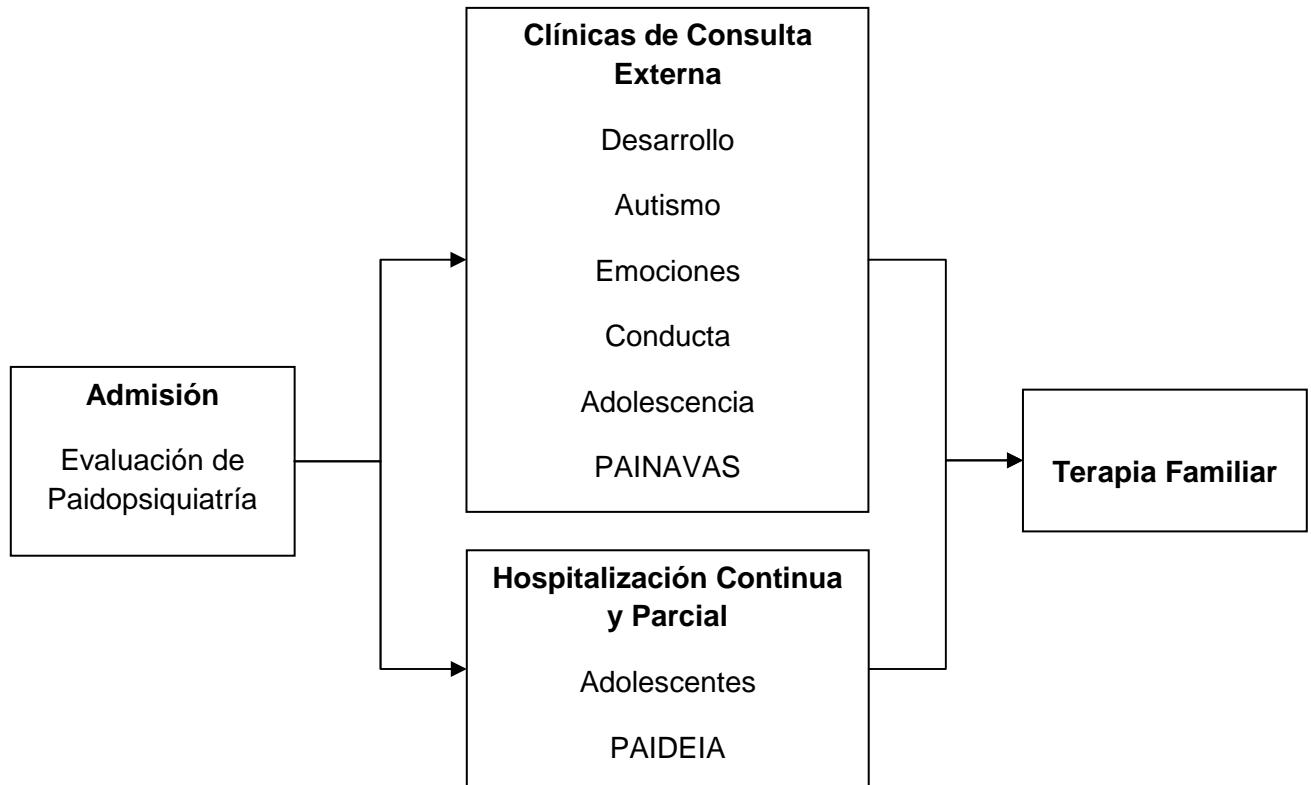 Clínicas de Consulta
Externa
Desarrollo
Autismo
Emociones
Conducta
Adolescencia
PAINAVAS
Admisión
Evaluación de
Paidopsiquiatría
Terapia Familiar
Hospitalización Continua
y Parcial
Adolescentes
PAIDEIA